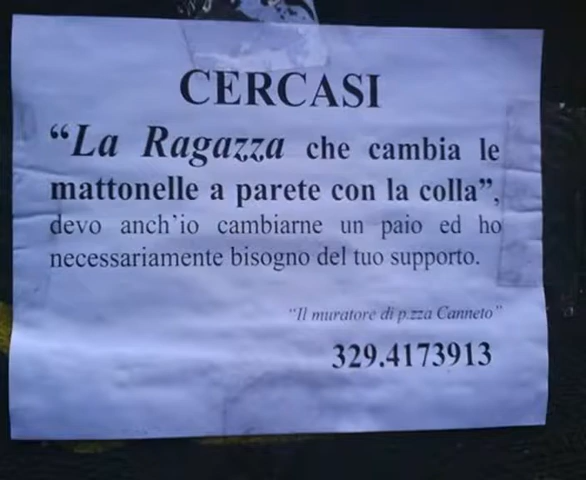 CERCASI
“La Ragazza che cambia le
mattonelle a parete con la colla”,
devo anch’io cambiarne un paio ed ho
necessariamente bisogno del tuo supporto.
“Il muratore di p.zza Canneto”
329.4173913